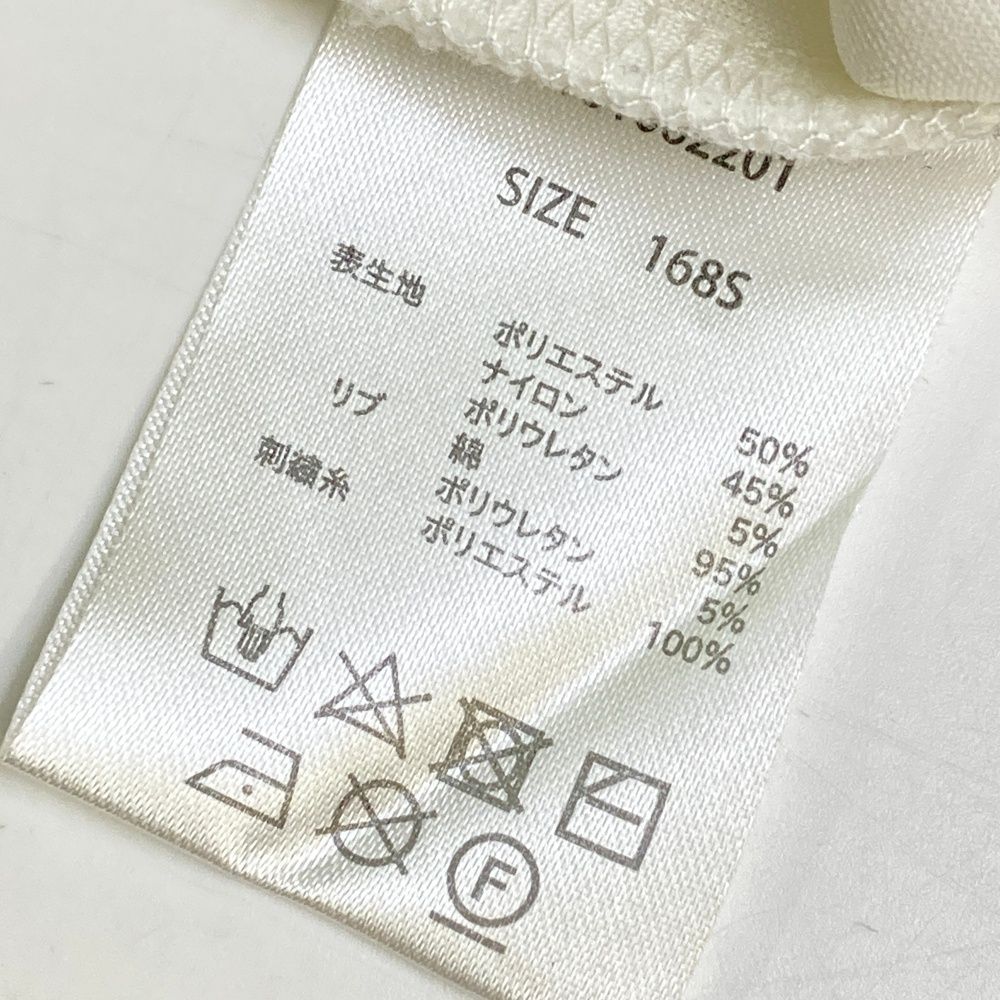 2201
SIZE 168S
表生地 ポリエステル 50%
ナイロン 45%
リブ ポリウレタン 5%
綿 95%
刺繍糸 ポリウレタン 5%
ポリエステル 100%
F